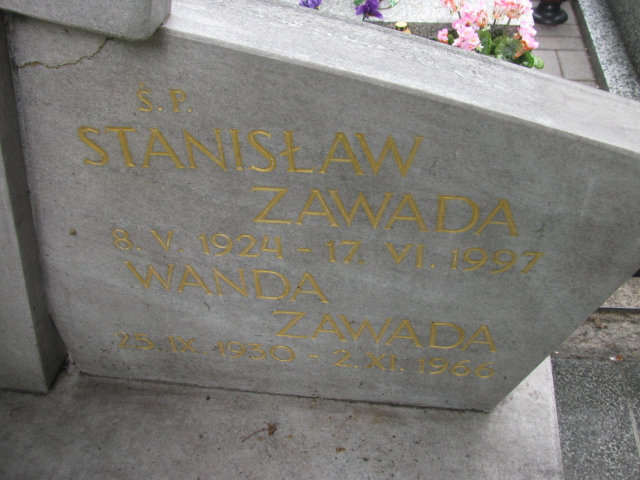 Ś.P.
STANISŁAW
ZAWADA
8. V. 1924 - 17. VI. 1997
WANDA
ZAWADA
25. IX. 1930 - 2. XI. 1966